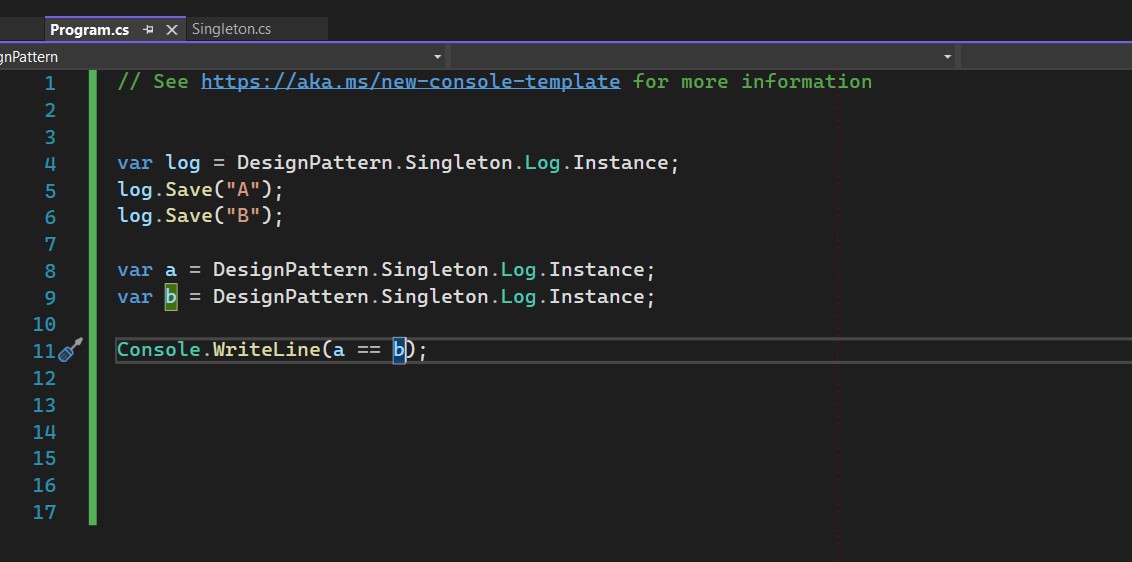 Program.cs
Singleton.cs
gnPattern
1 // See https://aka.ms/new-console-template for more information
2
3
4 var log = DesignPattern.Singleton.Log.Instance;
5 log.Save("A");
6 log.Save("B");
7
8 var a = DesignPattern.Singleton.Log.Instance;
9 var b = DesignPattern.Singleton.Log.Instance;
10
11 Console.WriteLine(a == b);
12
13
14
15
16
17